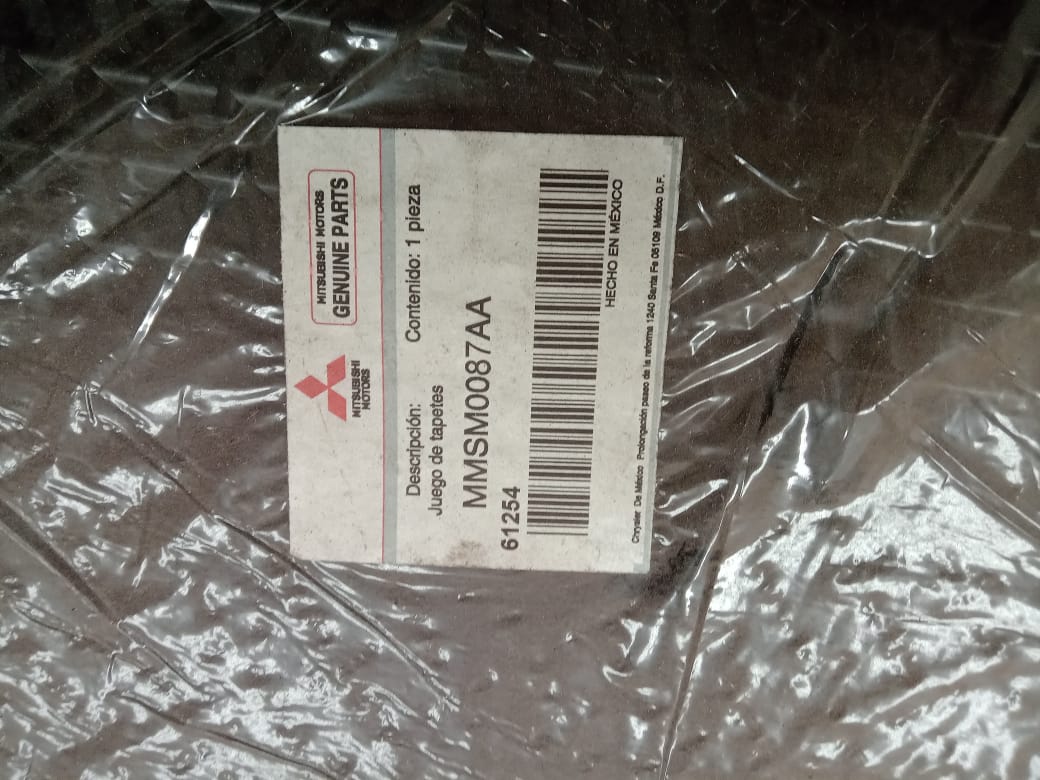 MITSUBISHI
MOTORS
MITSUBISHI MOTORS
GENUINE PARTS
Descripción: Contenido: 1 pieza
Juego de tapetes
MMSM0087AA
61254
HECHO EN MÉXICO
Chrysler De México Prolongación paseo de la reforma 1240 Santa Fe 05109 México D.F.